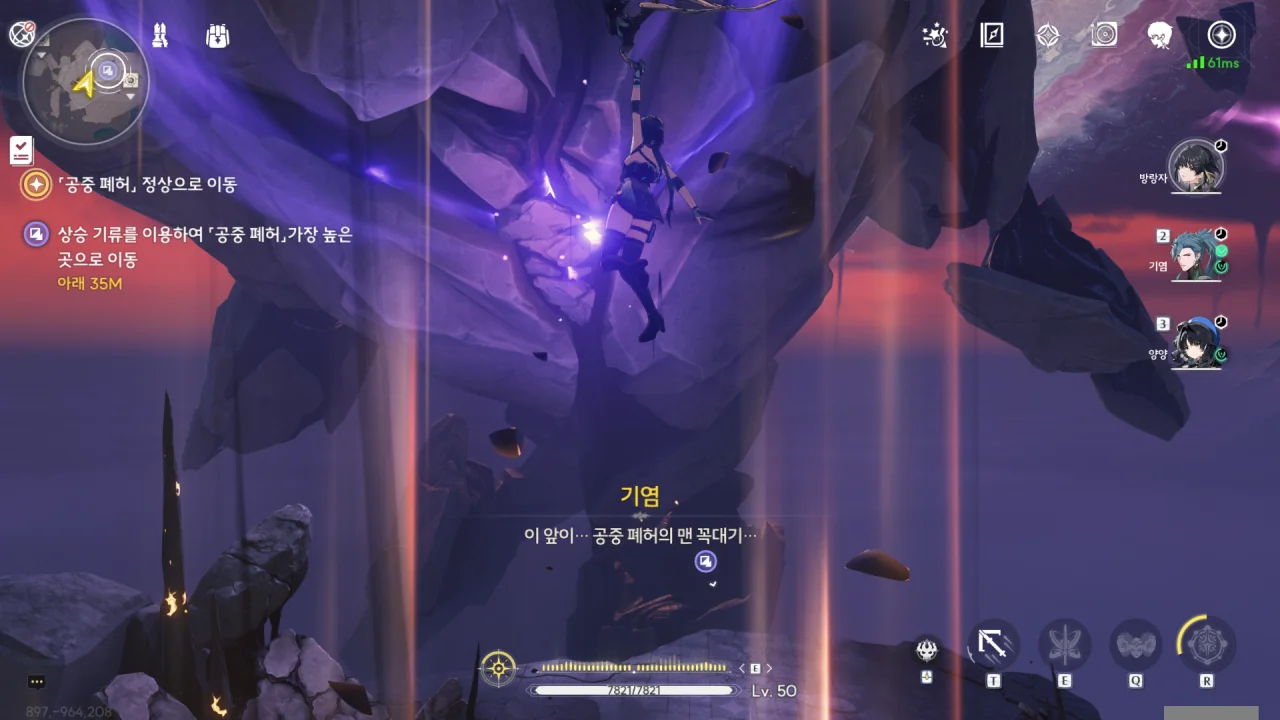 61ms
「공중 폐허」 정상으로 이동
상승 기류를 이용하여 「공중 폐허」가장 높은
곳으로 이동
아래 35M
방랑자
2
기염
3
양양
기염
이 앞이… 공중 폐허의 맨 꼭대기…
E
7821/7821
Lv. 50
T
E
Q
R
897,-964,208